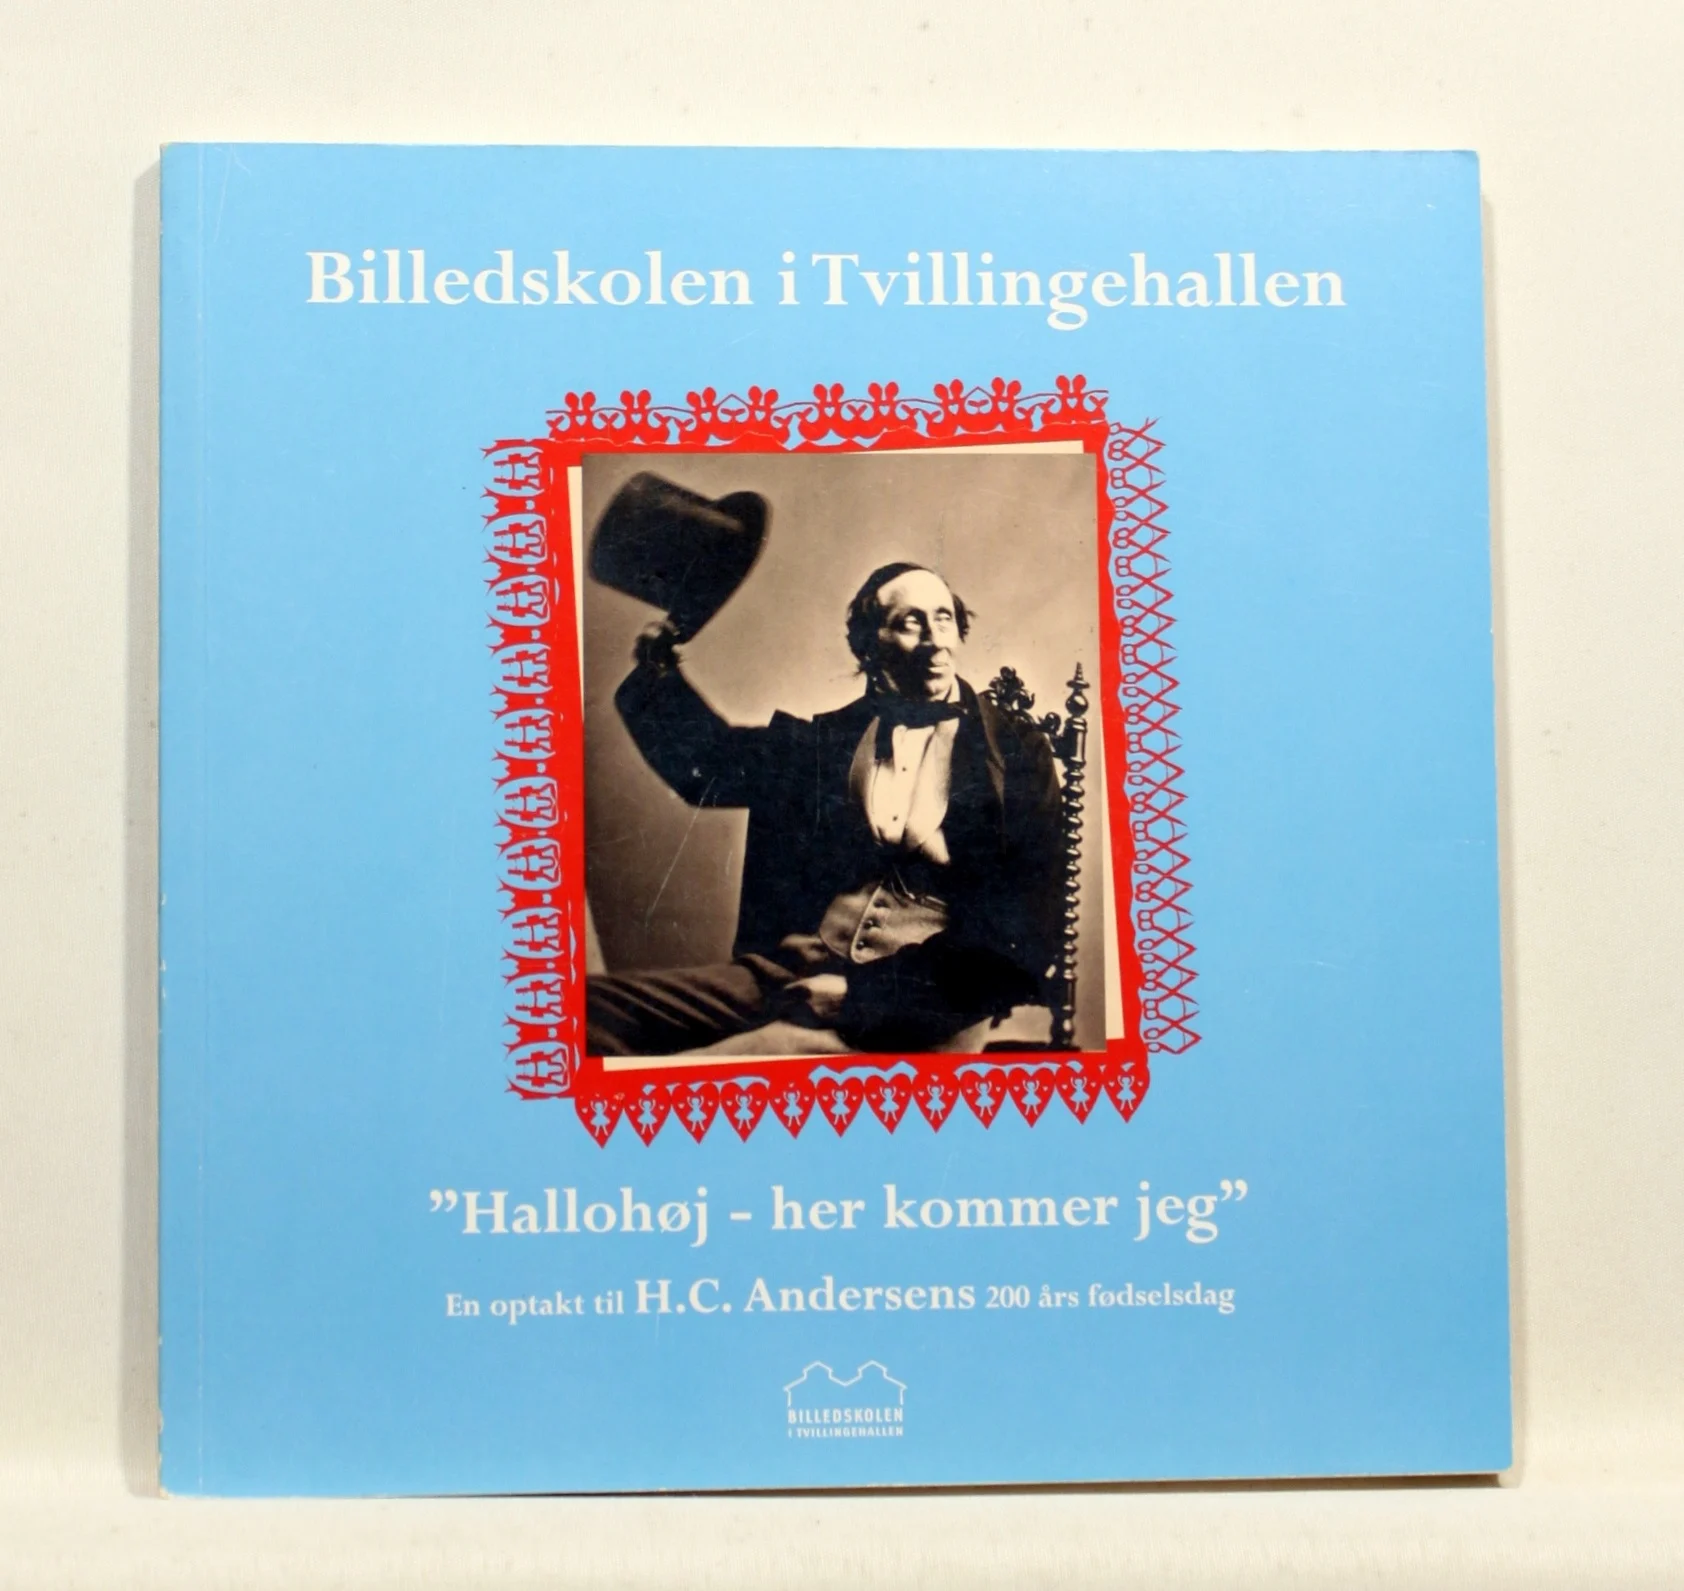 Billedskolen i Tvillingehallen
”Hallohøj - her kommer jeg”
En optakt til H.C. Andersens 200 års fødselsdag
BILLEDSKOLEN
I TVILLINGEHALLEN